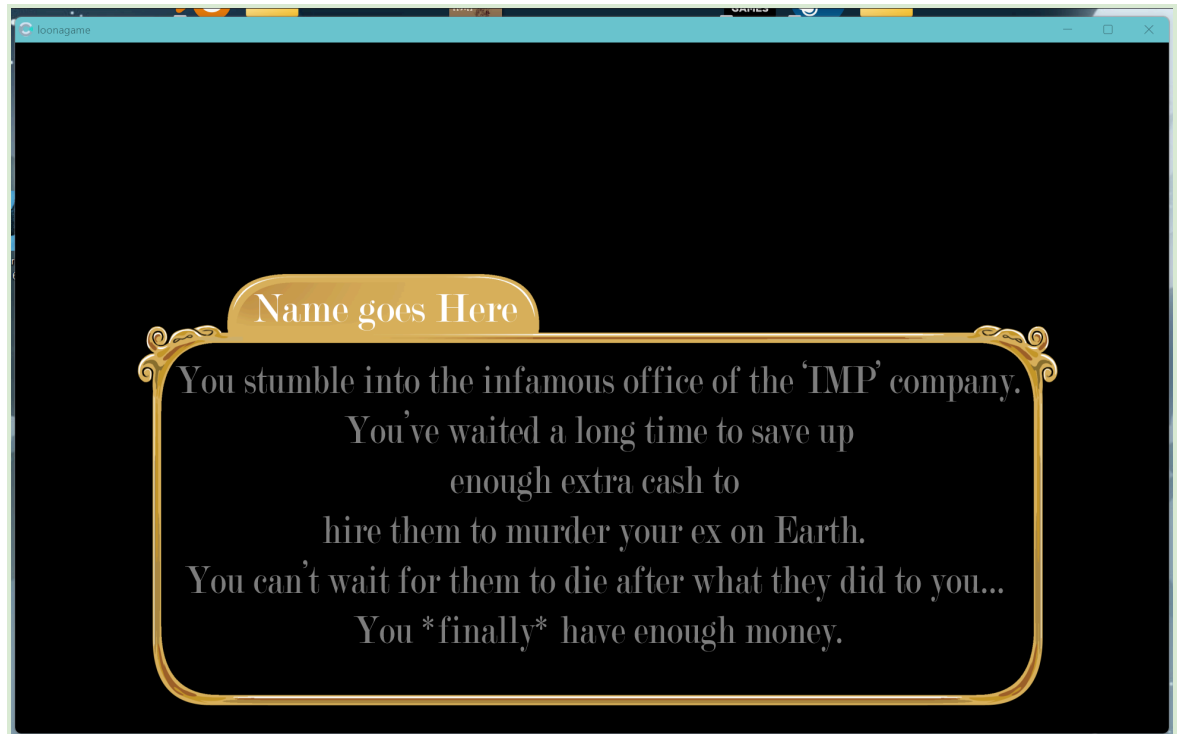 GAMES
loonagame
Name goes Here
You stumble into the infamous office of the ‘IMP’ company.
You’ve waited a long time to save up
enough extra cash to
hire them to murder your ex on Earth.
You can’t wait for them to die after what they did to you...
You *finally* have enough money.